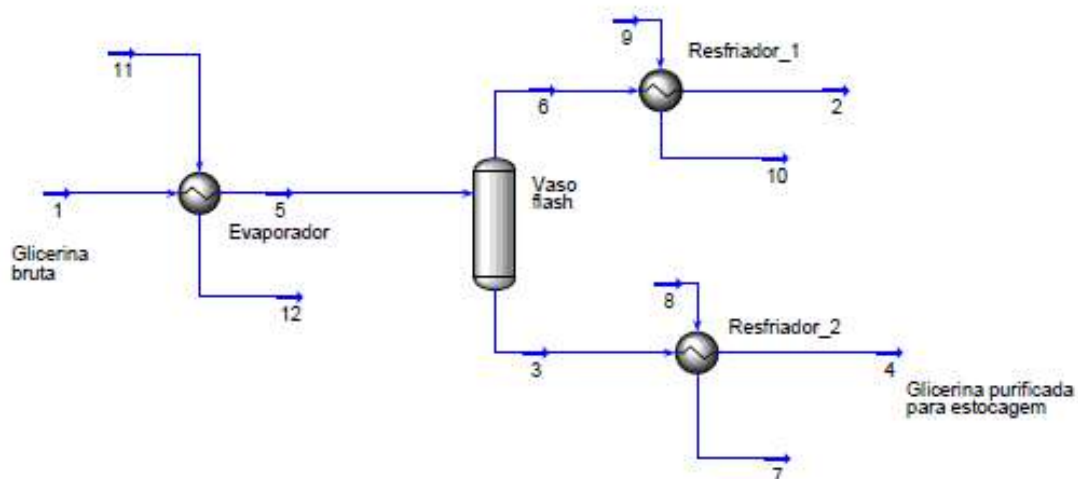 9
Resfriador_1
11
6
2
10
Vaso
flash
1
5
Evaporador
Glicerina
bruta
12
8
Resfriador_2
3
4
Glicerina purificada
para estocagem
7